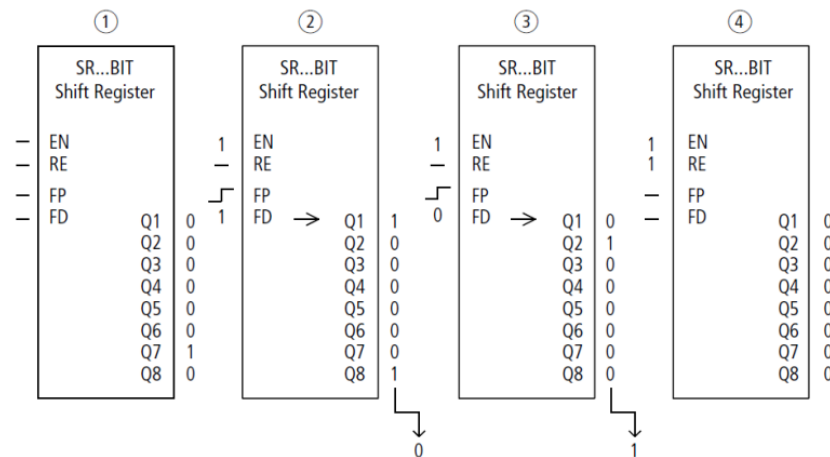 ① ② ③ ④
SR...BIT SR...BIT SR...BIT SR...BIT
Shift Register Shift Register Shift Register Shift Register
– EN 1 EN 1 EN 1 EN
– RE – RE – RE 1 RE
– FP FP FP – FP
– FD Q1 0 1 FD → Q1 1 0 FD → Q1 0 – FD Q1 0
Q2 0 Q2 0 Q2 1 Q2 0
Q3 0 Q3 0 Q3 0 Q3 0
Q4 0 Q4 0 Q4 0 Q4 0
Q5 0 Q5 0 Q5 0 Q5 0
Q6 0 Q6 0 Q6 0 Q6 0
Q7 1 Q7 0 Q7 0 Q7 0
Q8 0 Q8 1 Q8 0 Q8 0
0 1